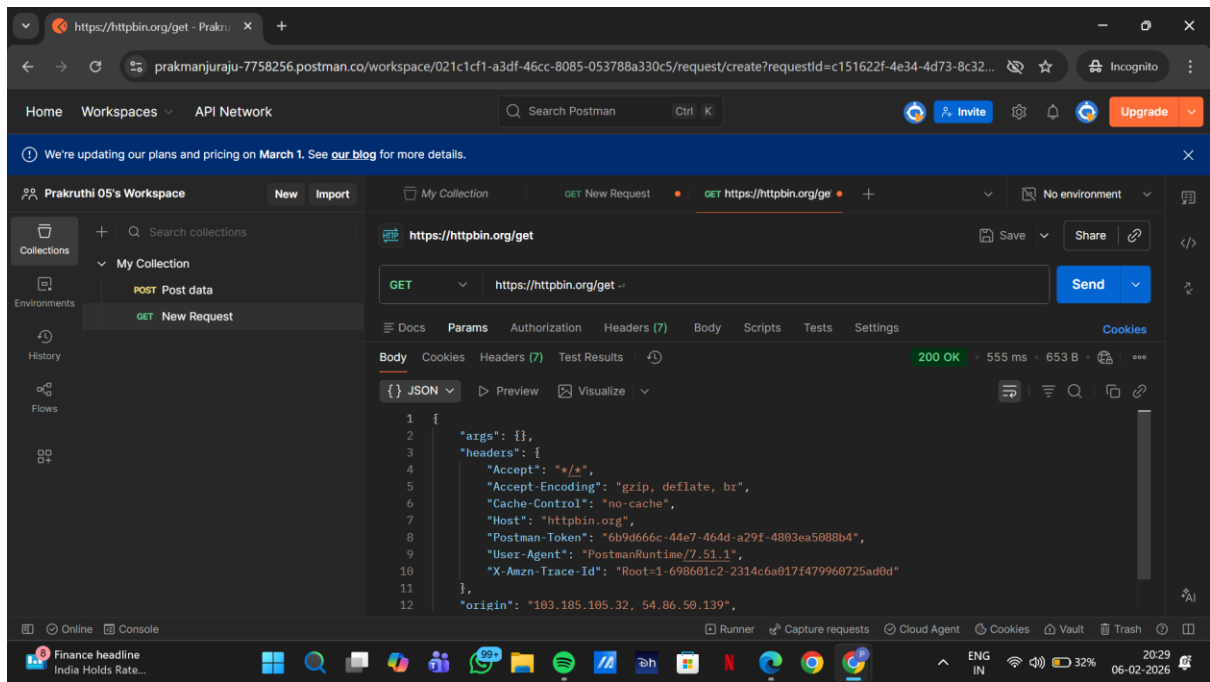 https://httpbin.org/get - Prakru
prakmanjuraju-7758256.postman.co/workspace/021c1cf1-a3df-46cc-8085-053788a330c5/request/create?requestId=c151622f-4e34-4d73-8c32...
Incognito
Home Workspaces API Network
Search Postman Ctrl K
Invite
Upgrade
We're updating our plans and pricing on March 1. See our blog for more details.
Prakruthi 05's Workspace New Import
My Collection GET New Request GET https://httpbin.org/ge No environment
Collections
Search collections
https://httpbin.org/get
Save Share
My Collection
POST Post data
GET New Request
Environments
History
Flows
GET https://httpbin.org/get Send
Docs Params Authorization Headers (7) Body Scripts Tests Settings Cookies
Body Cookies Headers (7) Test Results 200 OK 555 ms 653 B
{} JSON Preview Visualize
1 {
2 "args": {},
3 "headers": {
4 "Accept": "*/*",
5 "Accept-Encoding": "gzip, deflate, br",
6 "Cache-Control": "no-cache",
7 "Host": "httpbin.org",
8 "Postman-Token": "6b9d666c-44e7-464d-a29f-4803ea5088b4",
9 "User-Agent": "PostmanRuntime/7.51.1",
10 "X-Amzn-Trace-Id": "Root=1-698601c2-2314c6a017f479960725ad0d"
11 },
12 "origin": "103.185.105.32, 54.86.50.139",
AI
Online Console Runner Capture requests Cloud Agent Cookies Vault Trash
8 Finance headline
India Holds Rate...
99+
ENG
IN
32%
20:29
06-02-2026